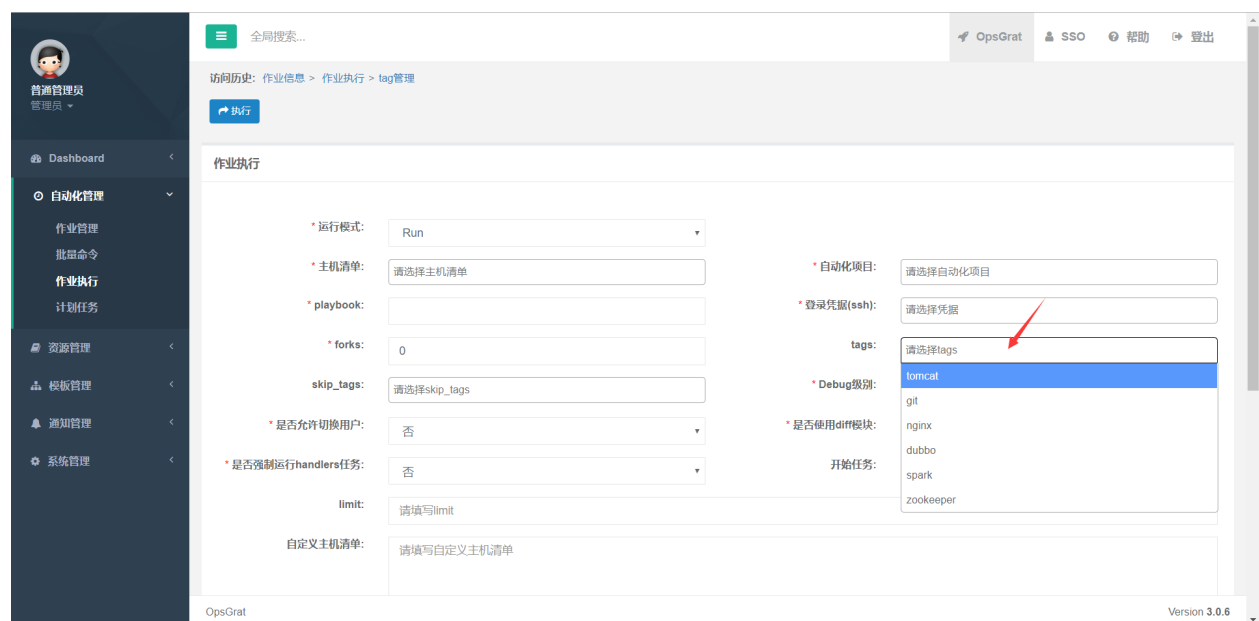 全局搜索...
OpsGrat
SSO
帮助
登出
普通管理员
管理员
Dashboard
自动化管理
作业管理
批量命令
作业执行
计划任务
资源管理
模板管理
通知管理
系统管理
访问历史: 作业信息 > 作业执行 > tag管理
执行
作业执行
* 运行模式:
Run
* 主机清单:
请选择主机清单
* 自动化项目:
请选择自动化项目
* playbook:
* 登录凭据(ssh):
请选择凭据
* forks:
0
tags:
请选择tags
tomcat
git
nginx
dubbo
spark
zookeeper
skip_tags:
请选择skip_tags
* Debug级别:
* 是否允许切换用户:
否
* 是否使用diff模块:
* 是否强制运行handlers任务:
否
开始任务:
limit:
请填写limit
自定义主机清单:
请填写自定义主机清单
OpsGrat
Version 3.0.6